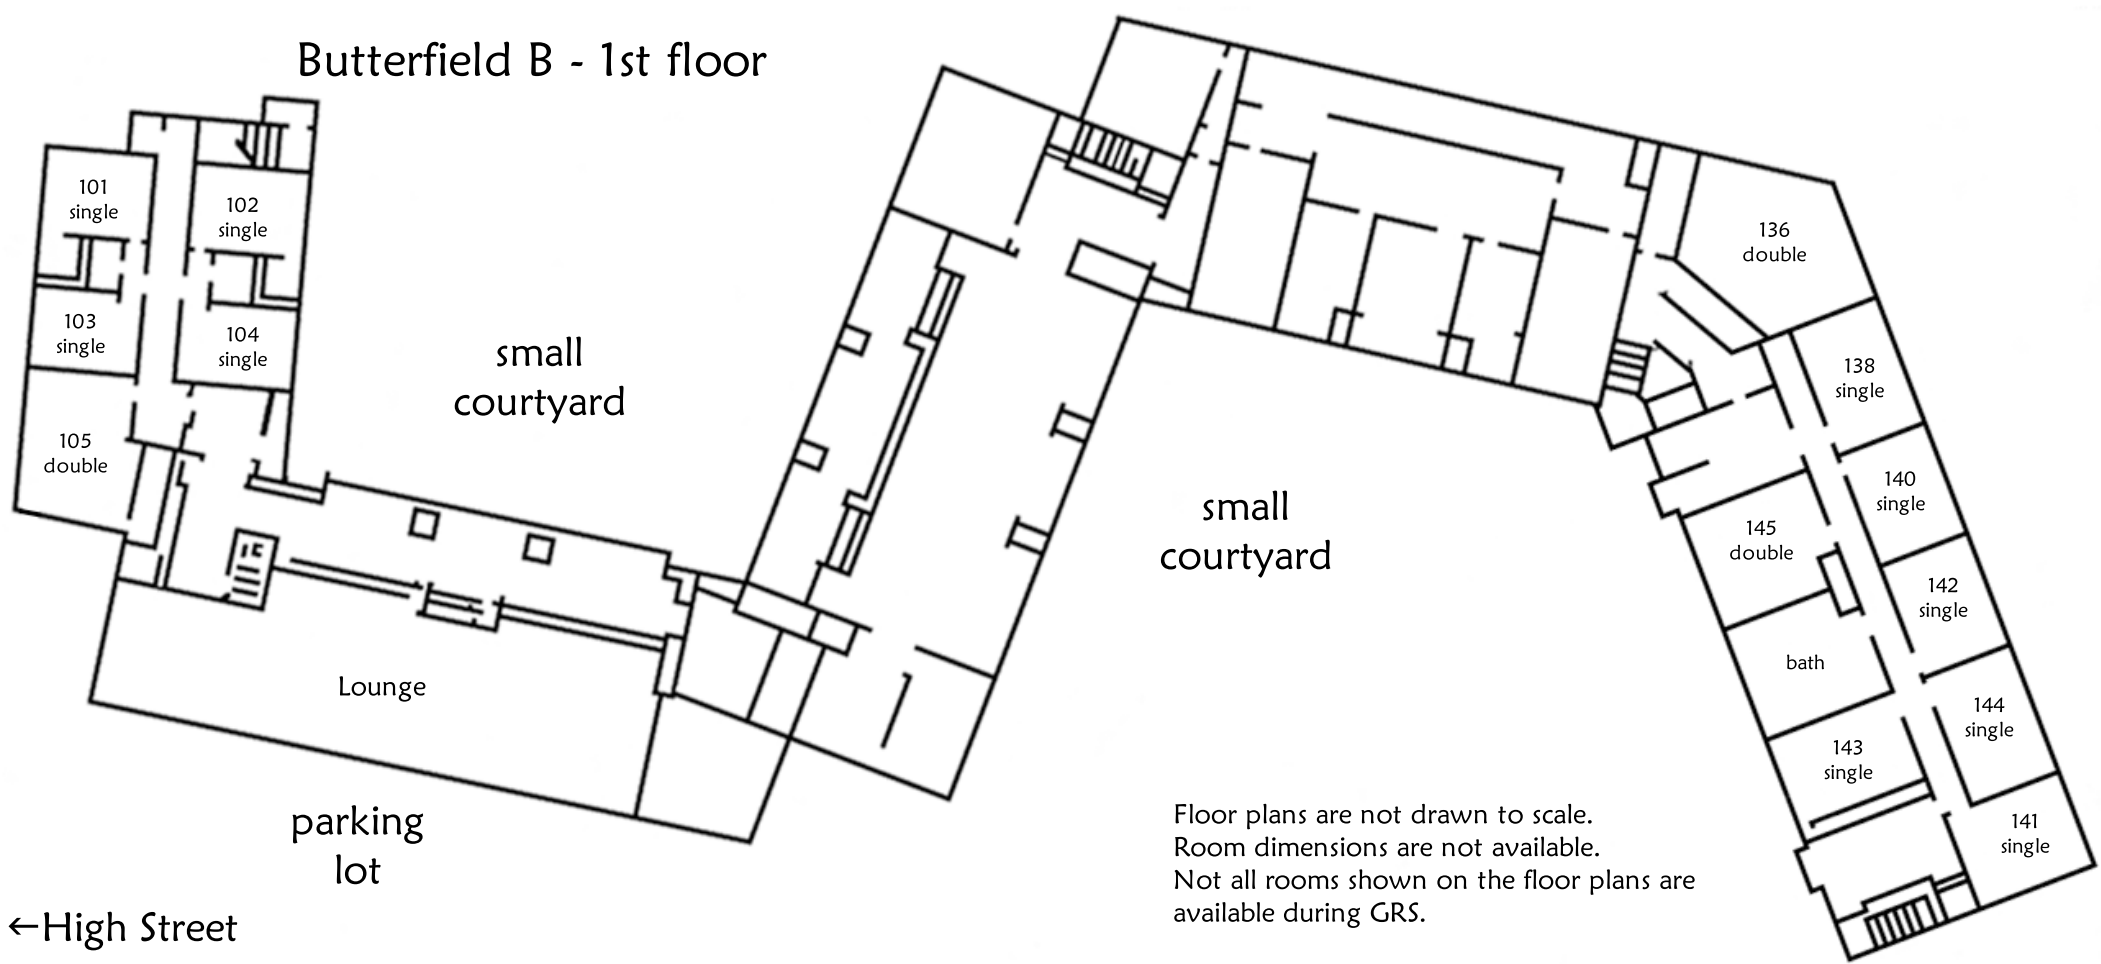 Butterfield B - 1st floor
101
single
102
single
103
single
104
single
105
double
small
courtyard
small
courtyard
Lounge
parking
lot
←High Street
136
double
138
single
140
single
145
double
142
single
bath
144
single
143
single
141
single
Floor plans are not drawn to scale.
Room dimensions are not available.
Not all rooms shown on the floor plans are
available during GRS.